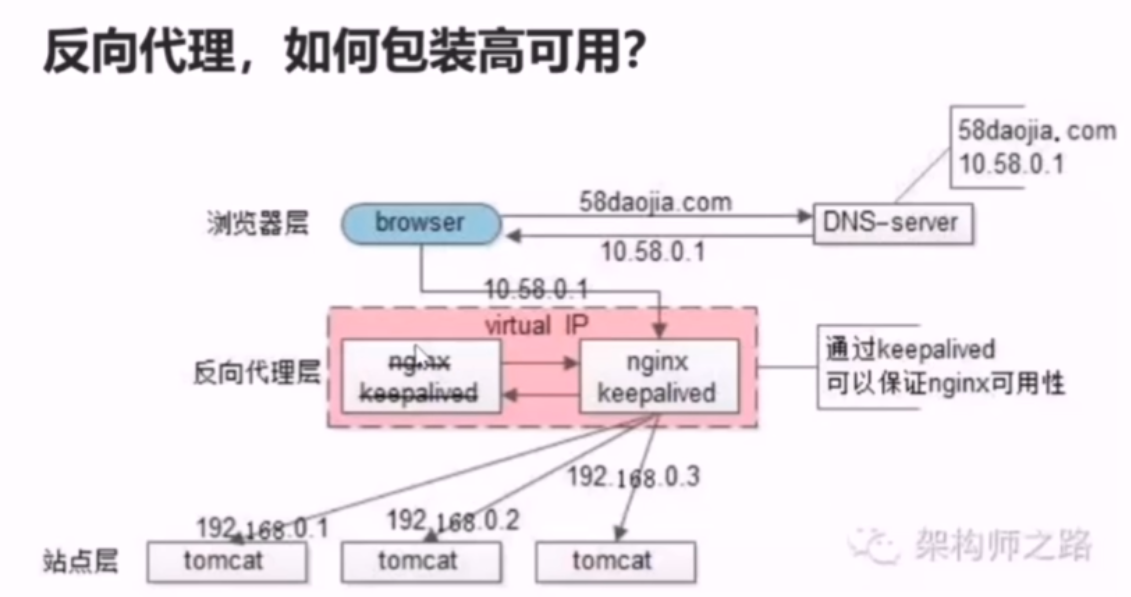 反向代理，如何包装高可用？
58daojia.com
10.58.0.1
浏览器层
browser
58daojia.com
10.58.0.1
DNS-server
10.58.0.1
virtual IP
反向代理层
nginx
keepalived
nginx
keepalived
通过keepalived
可以保证nginx可用性
192.168.0.1
192.168.0.2
192.168.0.3
站点层
tomcat
tomcat
tomcat
架构师之路